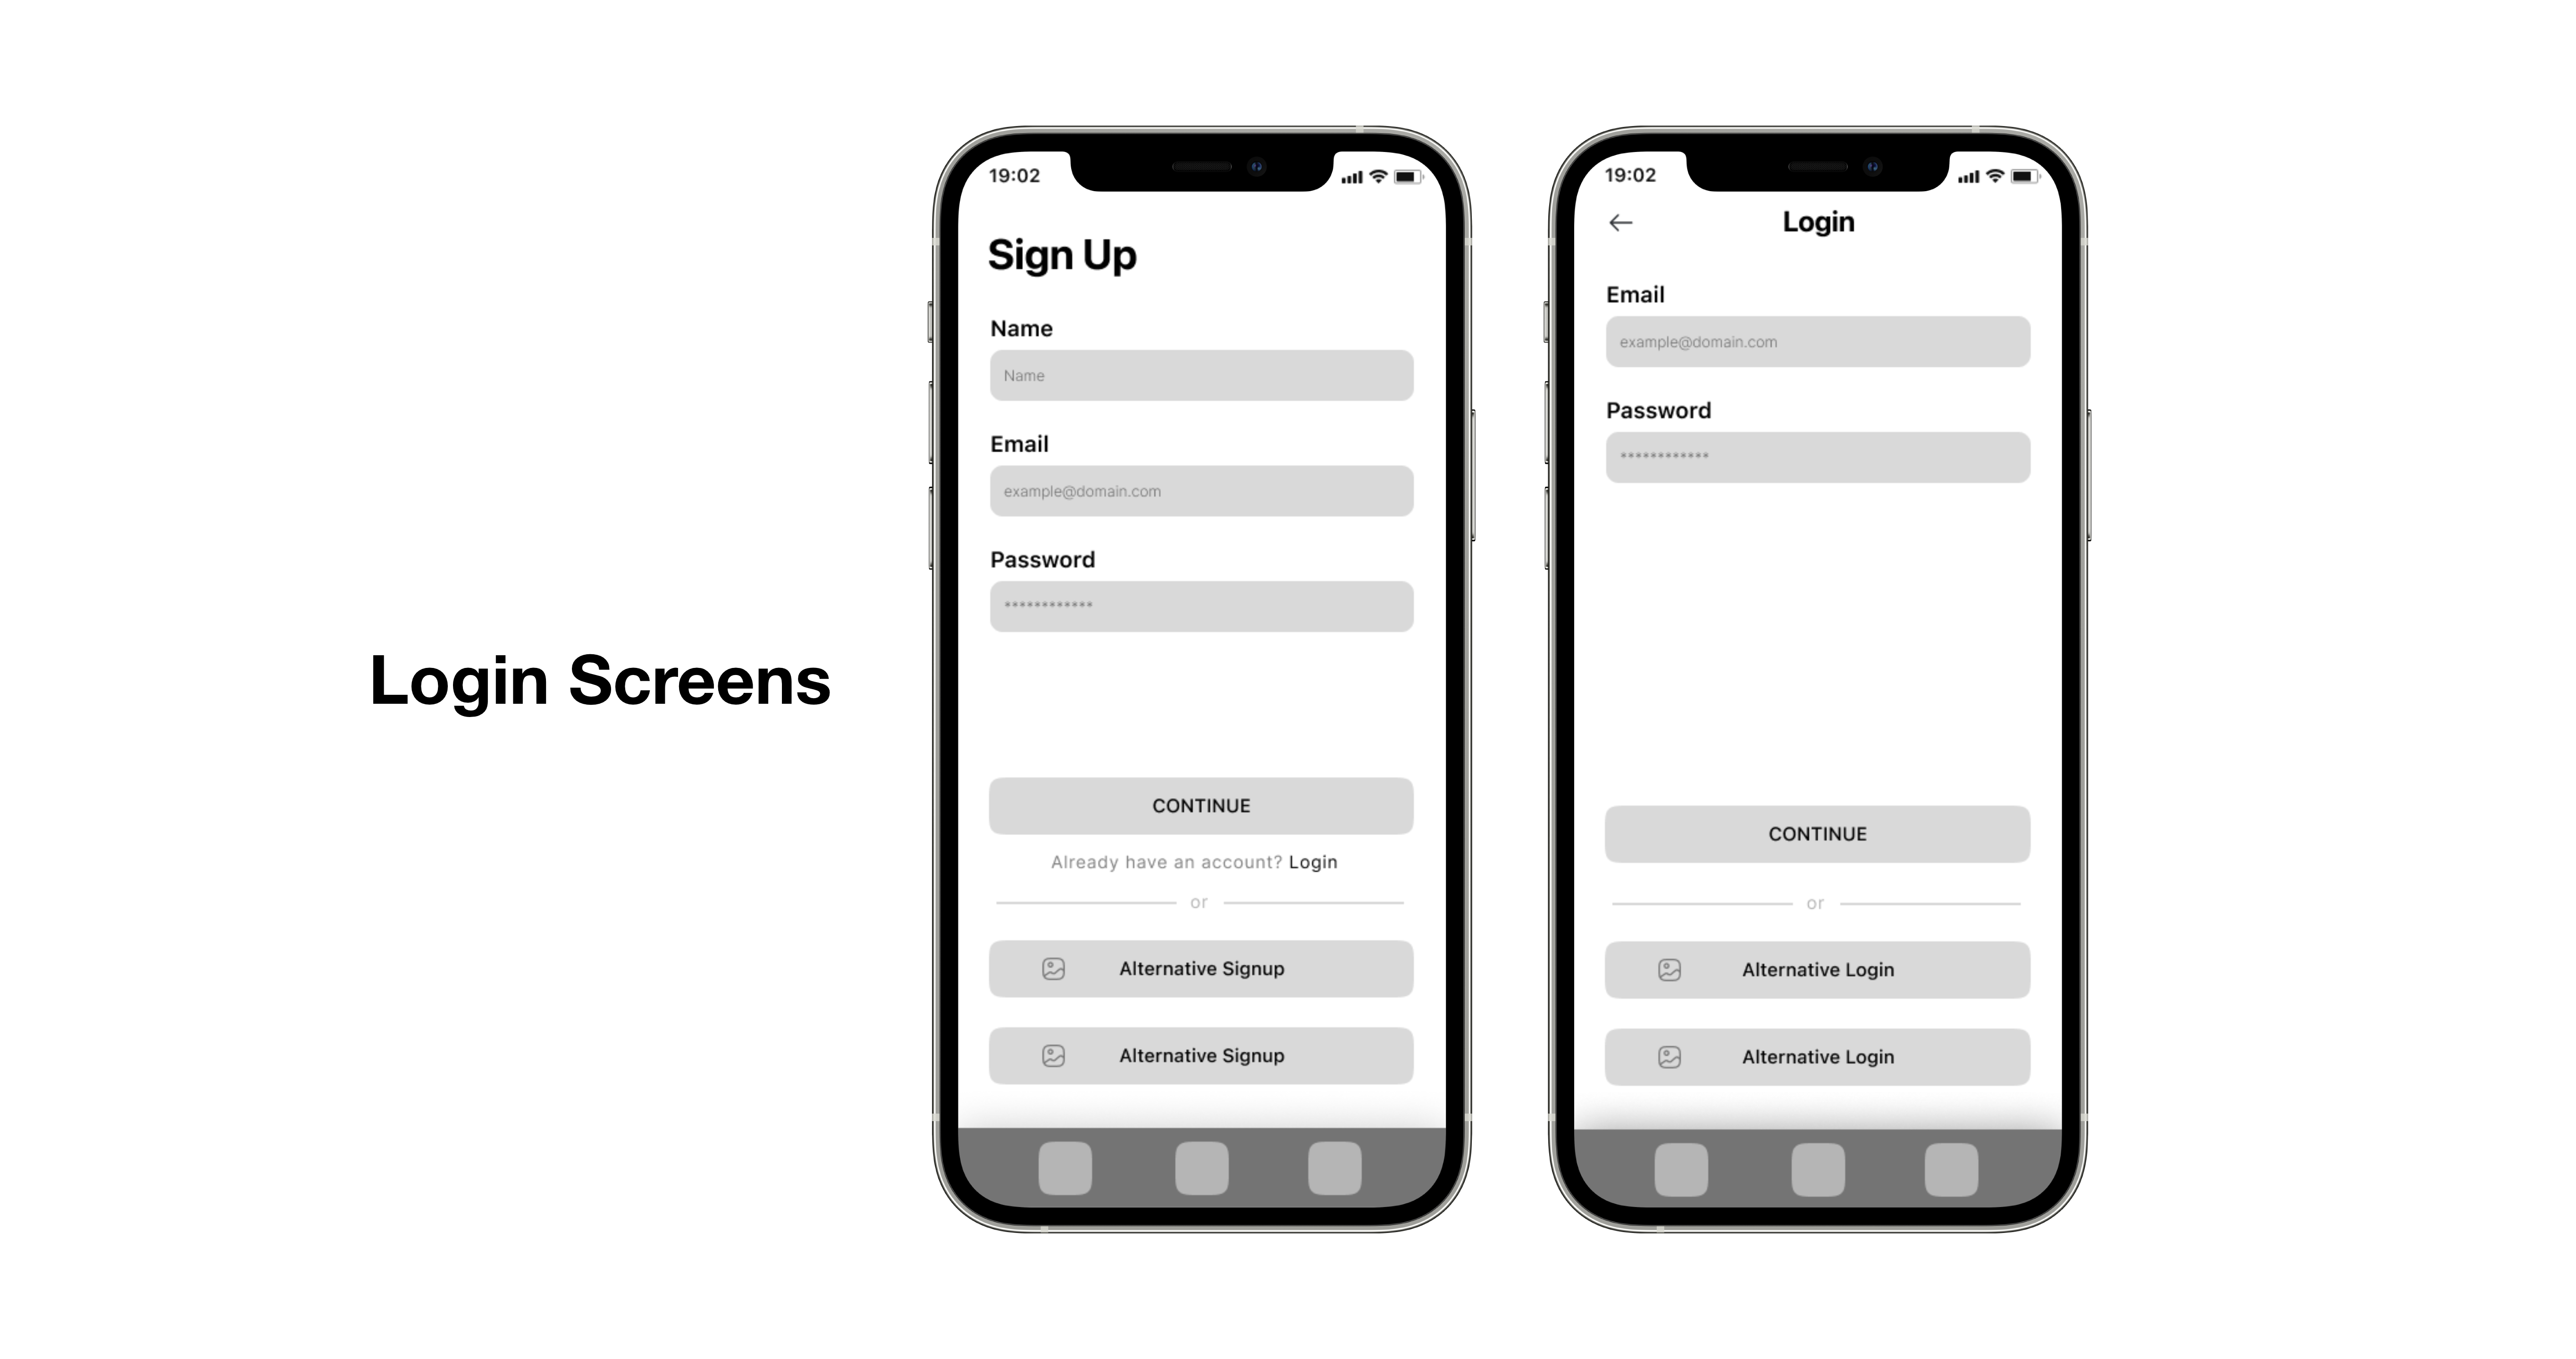 Login Screens
19:02
Sign Up
Name
Name
Email
example@domain.com
Password
************
CONTINUE
Already have an account? Login
or
Alternative Signup
Alternative Signup
19:02
Login
Email
example@domain.com
Password
************
CONTINUE
or
Alternative Login
Alternative Login